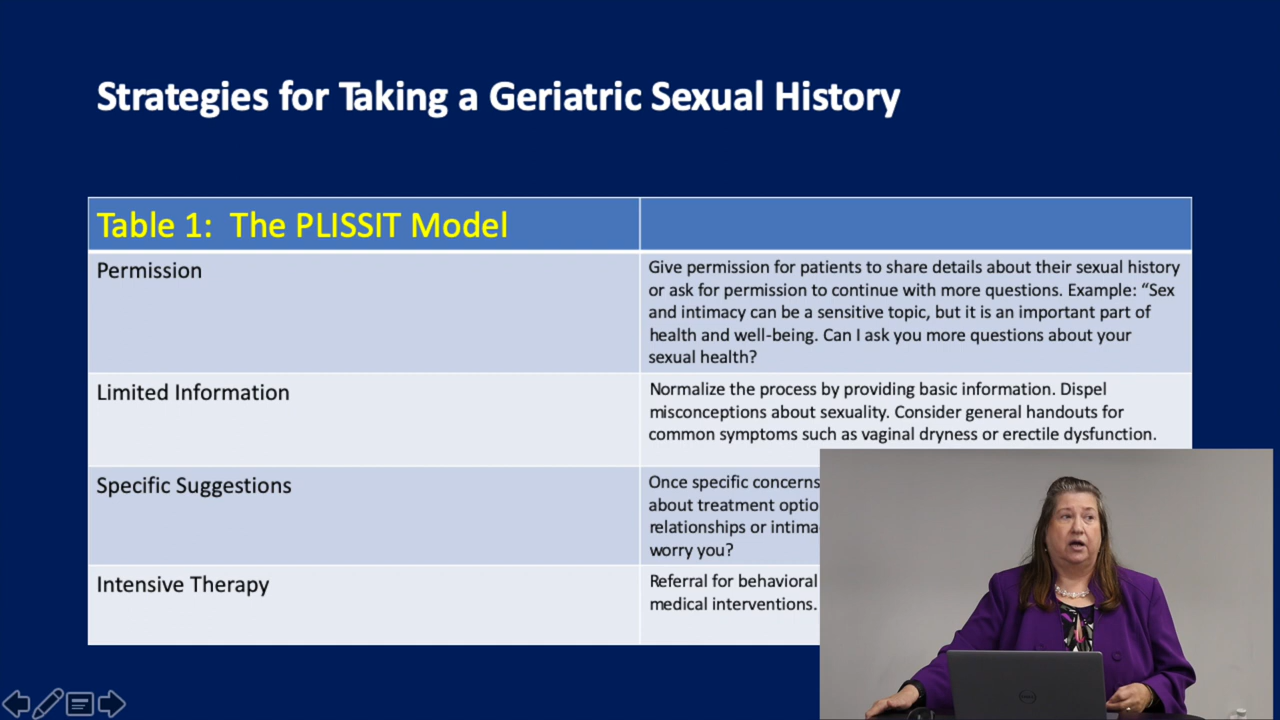 Strategies for Taking a Geriatric Sexual History
Table 1:  The PLISSIT Model
Permission
Give permission for patients to share details about their sexual history
or ask for permission to continue with more questions. Example: “Sex
and intimacy can be a sensitive topic, but it is an important part of
health and well-being. Can I ask you more questions about your
sexual health?
Limited Information
Normalize the process by providing basic information. Dispel
misconceptions about sexuality. Consider general handouts for
common symptoms such as vaginal dryness or erectile dysfunction.
Specific Suggestions
Once specific concerns
about treatment
relationships or
worry you?
Intensive Therapy
Referral for behavioral
medical interventions.